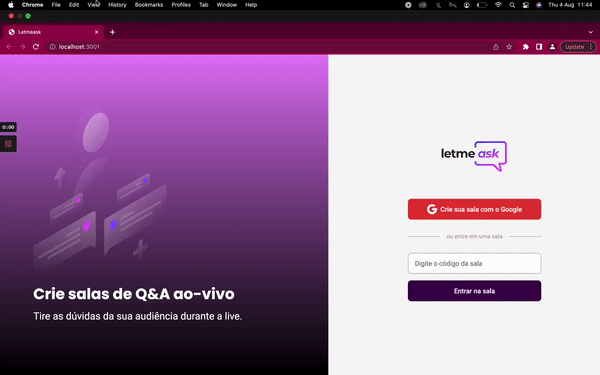 Chrome File Edit View History Bookmarks Profiles Tab Window Help Thu 4 Aug 11:44
Letmeask
localhost:3001 Update
0:00
letme ask
Crie sua sala com o Google
ou entre em uma sala
Digite o código da sala
Entrar na sala
Crie salas de Q&A ao-vivo
Tire as dúvidas da sua audiência durante a live.